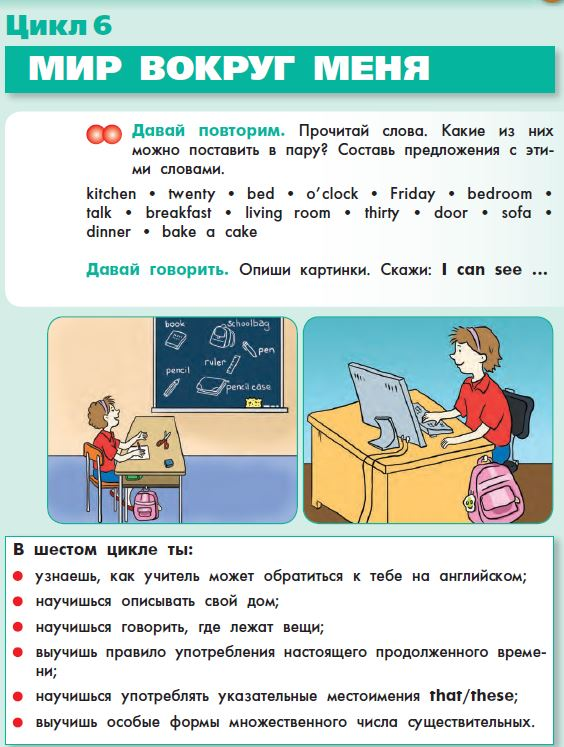 Цикл 6
МИР ВОКРУГ МЕНЯ
Давай повторим. Прочитай слова. Какие из них
можно поставить в пару? Составь предложения с эти-
ми словами.
kitchen • twenty • bed • o’clock • Friday • bedroom •
talk • breakfast • living room • thirty • door • sofa •
dinner • bake a cake
Давай говорить. Опиши картинки. Скажи: I can see ...
book
schoolbag
pen
ruler
pencil
pencil case
В шестом цикле ты:
• узнаешь, как учитель может обратиться к тебе на английском;
• научишься описывать свой дом;
• научишься говорить, где лежат вещи;
• выучишь правило употребления настоящего продолженного време-
ни;
• научишься употреблять указательные местоимения that/these;
• выучишь особые формы множественного числа существительных.